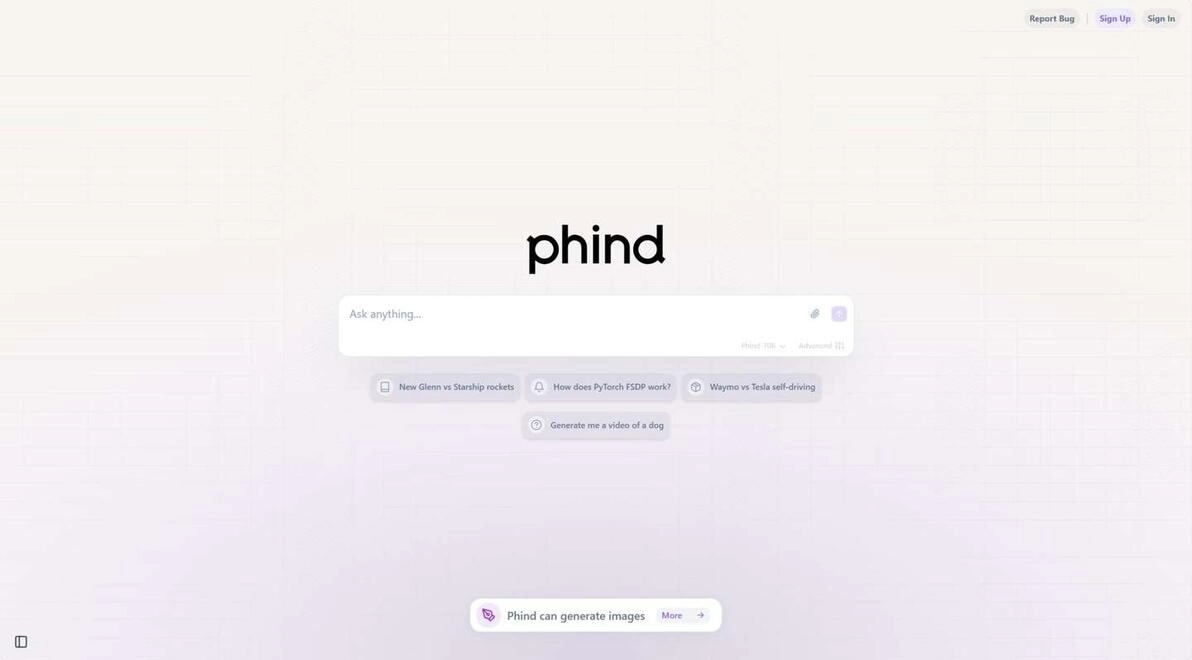 Report Bug
Sign Up
Sign In
phind
Ask anything...
Phind-70B
Advanced
New Glenn vs Starship rockets
How does PyTorch FSDP work?
Waymo vs Tesla self-driving
Generate me a video of a dog
Phind can generate images
More